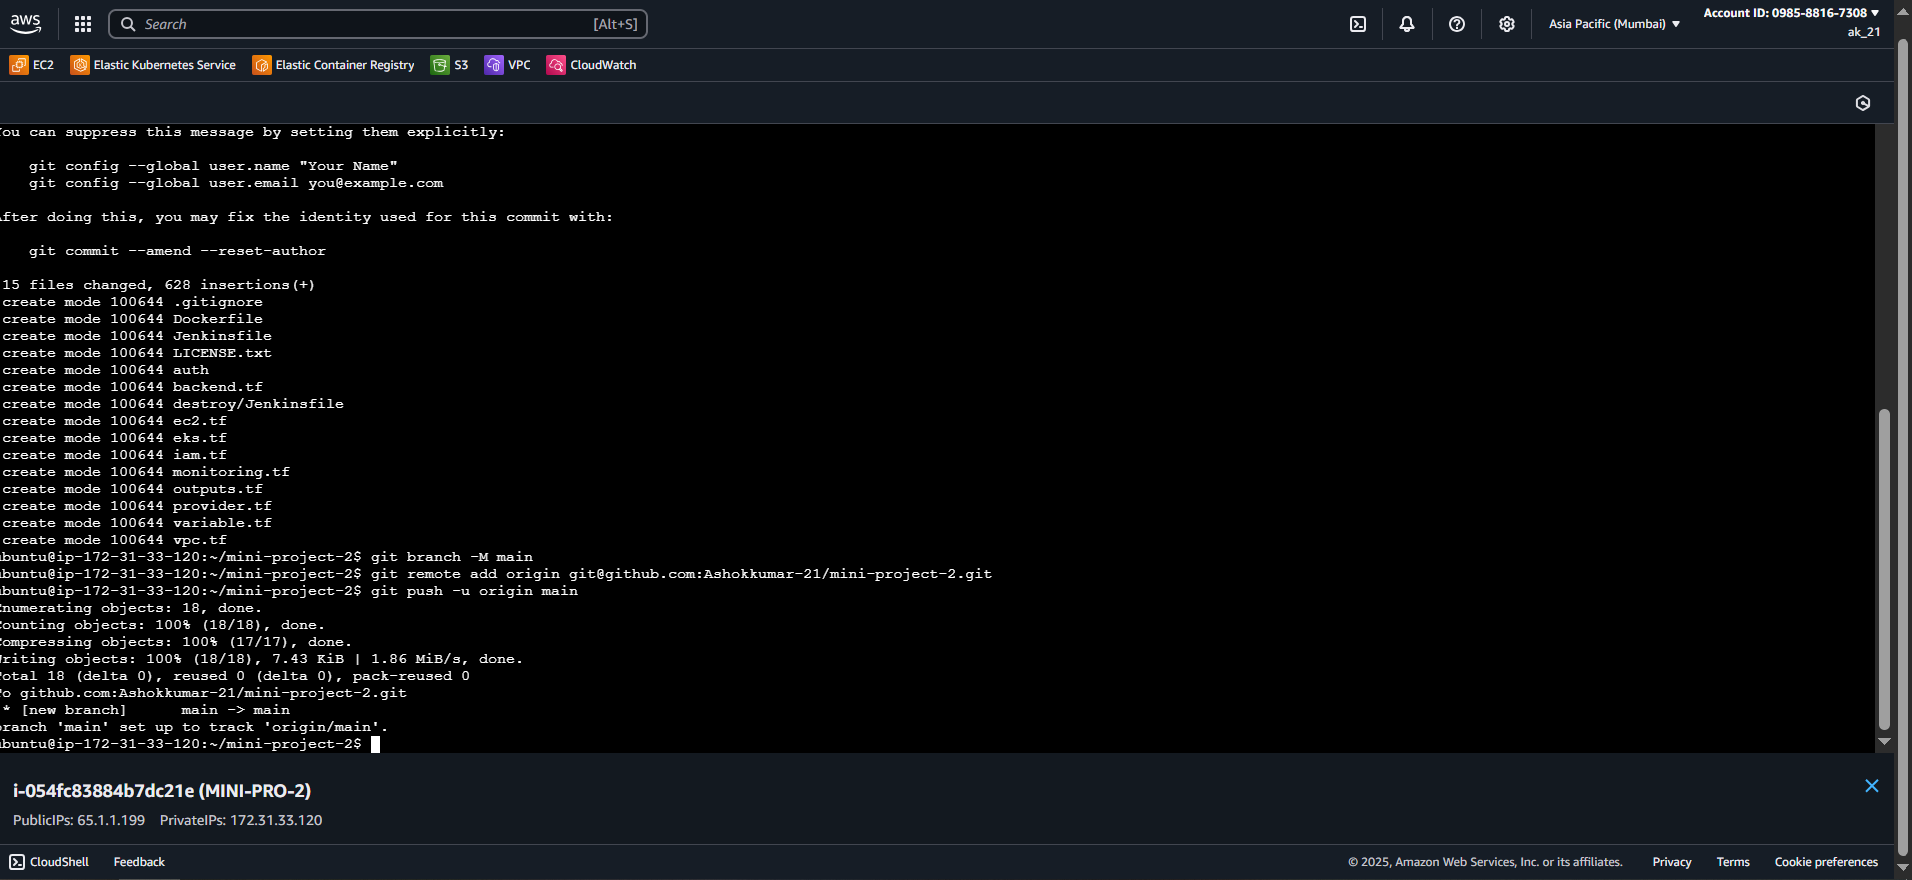 aws
Search
[Alt+S]
Asia Pacific (Mumbai)
Account ID: 0985-8816-7308
ak_21
EC2
Elastic Kubernetes Service
Elastic Container Registry
S3
VPC
CloudWatch
ou can suppress this message by setting them explicitly:
git config --global user.name "Your Name"
git config --global user.email you@example.com
fter doing this, you may fix the identity used for this commit with:
git commit --amend --reset-author
15 files changed, 628 insertions(+)
create mode 100644 .gitignore
create mode 100644 Dockerfile
create mode 100644 Jenkinsfile
create mode 100644 LICENSE.txt
create mode 100644 auth
create mode 100644 backend.tf
create mode 100644 destroy/Jenkinsfile
create mode 100644 ec2.tf
create mode 100644 eks.tf
create mode 100644 iam.tf
create mode 100644 monitoring.tf
create mode 100644 outputs.tf
create mode 100644 provider.tf
create mode 100644 variable.tf
create mode 100644 vpc.tf
buntu@ip-172-31-33-120:~/mini-project-2$ git branch -M main
buntu@ip-172-31-33-120:~/mini-project-2$ git remote add origin git@github.com:Ashokkumar-21/mini-project-2.git
buntu@ip-172-31-33-120:~/mini-project-2$ git push -u origin main
numerating objects: 18, done.
ounting objects: 100% (18/18), done.
ompressing objects: 100% (17/17), done.
riting objects: 100% (18/18), 7.43 KiB | 1.86 MiB/s, done.
otal 18 (delta 0), reused 0 (delta 0), pack-reused 0
o github.com:Ashokkumar-21/mini-project-2.git
* [new branch]      main -> main
ranch 'main' set up to track 'origin/main'.
buntu@ip-172-31-33-120:~/mini-project-2$
i-054fc83884b7dc21e (MINI-PRO-2)
PublicIPs: 65.1.1.199 PrivateIPs: 172.31.33.120
CloudShell
Feedback
© 2025, Amazon Web Services, Inc. or its affiliates.
Privacy
Terms
Cookie preferences